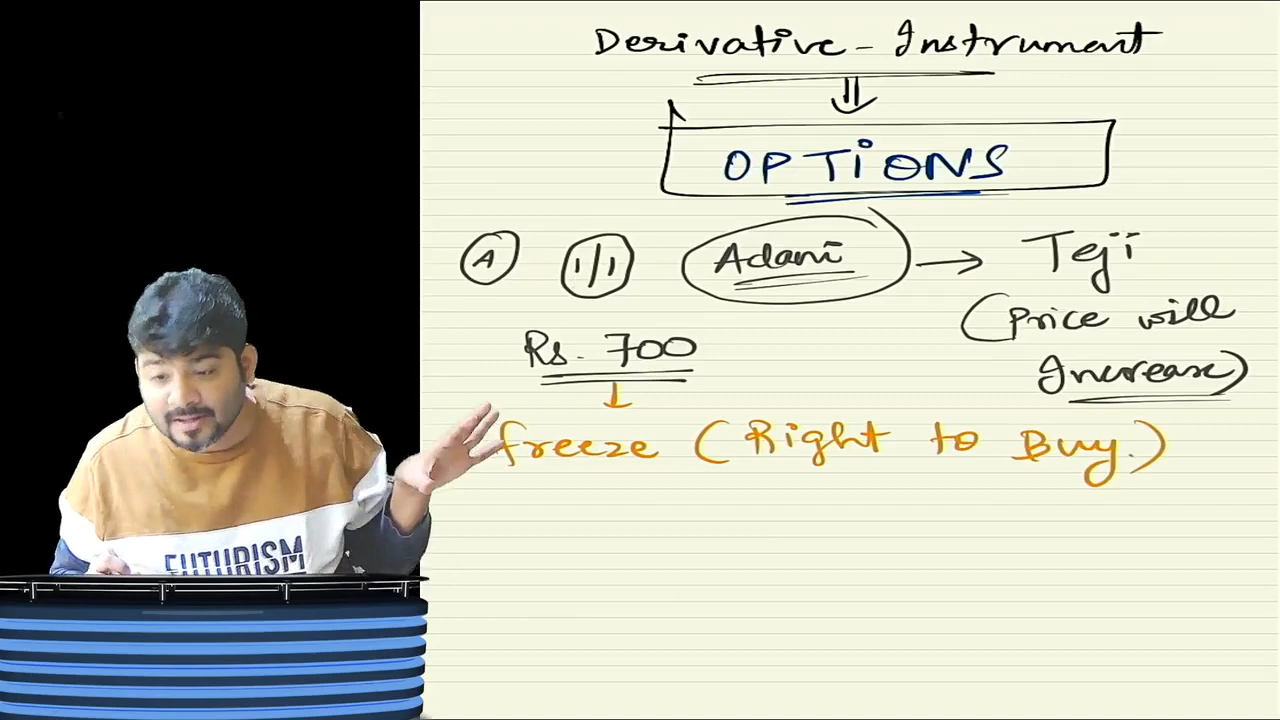 Derivative - Instrument
OPTIONS
A 1/1 Adani → Teji
(Price will
Increase)
Rs. 700
freeze (Right to Buy.)
FUTURISM